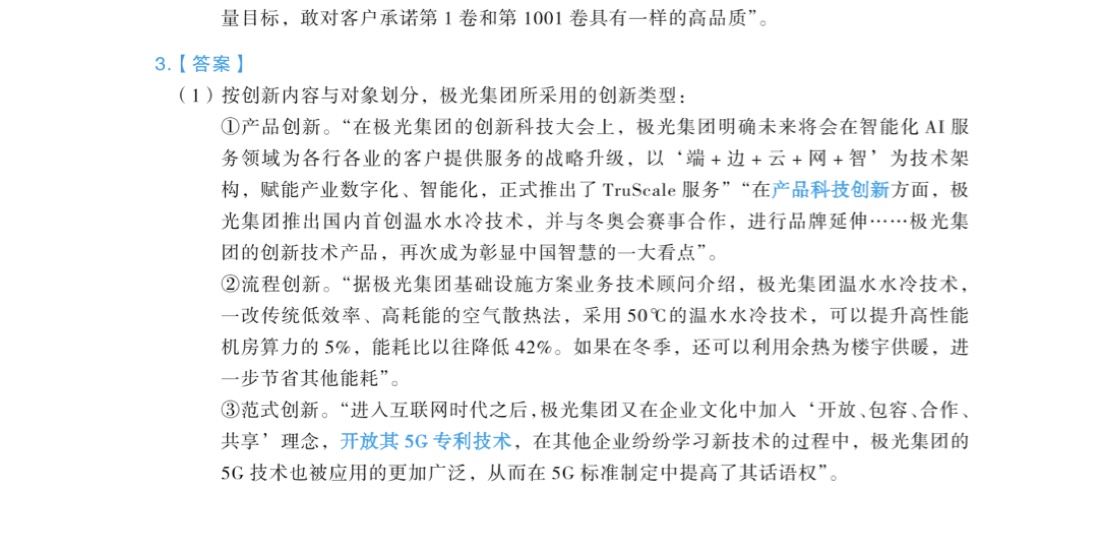 量目标，敢对客户承诺第 1 卷和第 1001 卷具有一样的高品质”。
3.【答案】
（1）按创新内容与对象划分，极光集团所采用的创新类型：
①产品创新。“在极光集团的创新科技大会上，极光集团明确未来将会在智能化 AI 服
务领域为各行各业的客户提供服务的战略升级，以‘端 + 边 + 云 + 网 + 智’为技术架
构，赋能产业数字化、智能化，正式推出了 TruScale 服务”“在产品科技创新方面，极
光集团推出国内首创温水水冷技术，并与冬奥会赛事合作，进行品牌延伸……极光集
团的创新技术产品，再次成为彰显中国智慧的一大看点”。
②流程创新。“据极光集团基础设施方案业务技术顾问介绍，极光集团温水水冷技术，
一改传统低效率、高耗能的空气散热法，采用 50℃的温水水冷技术，可以提升高性能
机房算力的 5%，能耗比以往降低 42%。如果在冬季，还可以利用余热为楼宇供暖，进
一步节省其他能耗”。
③范式创新。“进入互联网时代之后，极光集团又在企业文化中加入‘开放、包容、合作、
共享’理念，开放其 5G 专利技术，在其他企业纷纷学习新技术的过程中，极光集团的
5G 技术也被应用的更加广泛，从而在 5G 标准制定中提高了其话语权”。